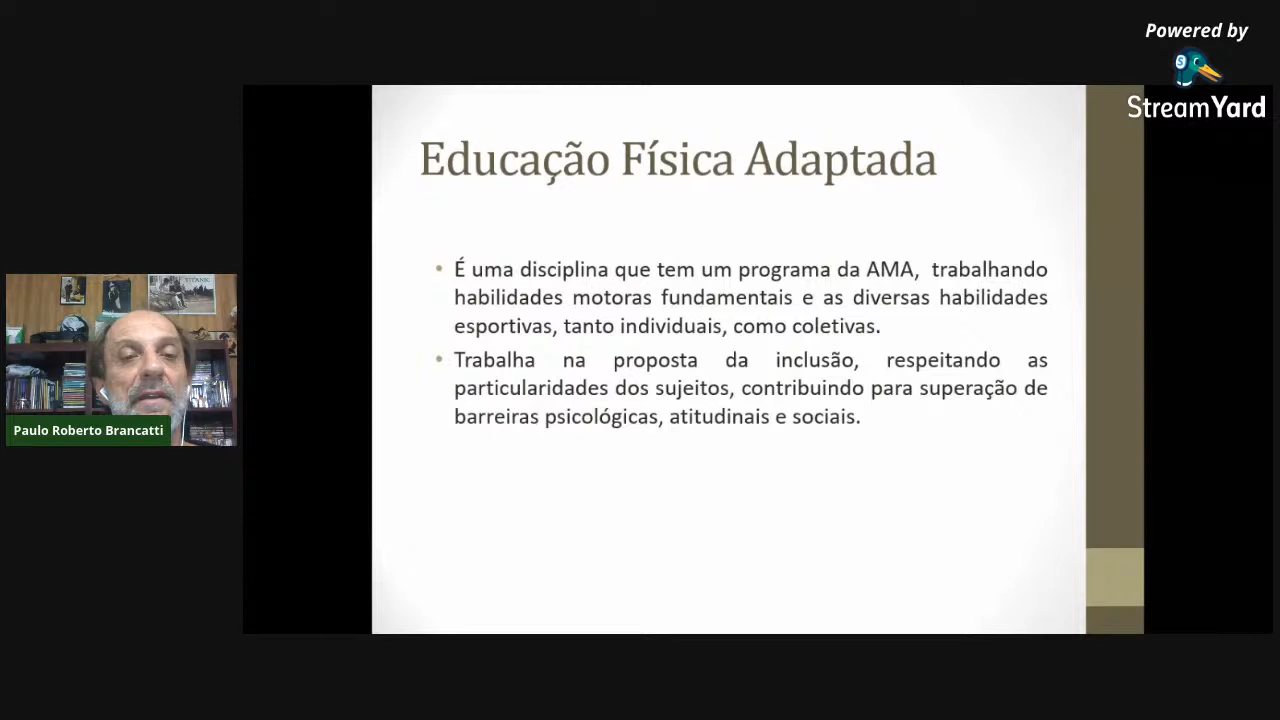 Powered by
StreamYard
Educação Física Adaptada
• É uma disciplina que tem um programa da AMA, trabalhando
habilidades motoras fundamentais e as diversas habilidades
esportivas, tanto individuais, como coletivas.
• Trabalha na proposta da inclusão, respeitando as
particularidades dos sujeitos, contribuindo para superação de
barreiras psicológicas, atitudinais e sociais.
TITANIC
Paulo Roberto Brancatti